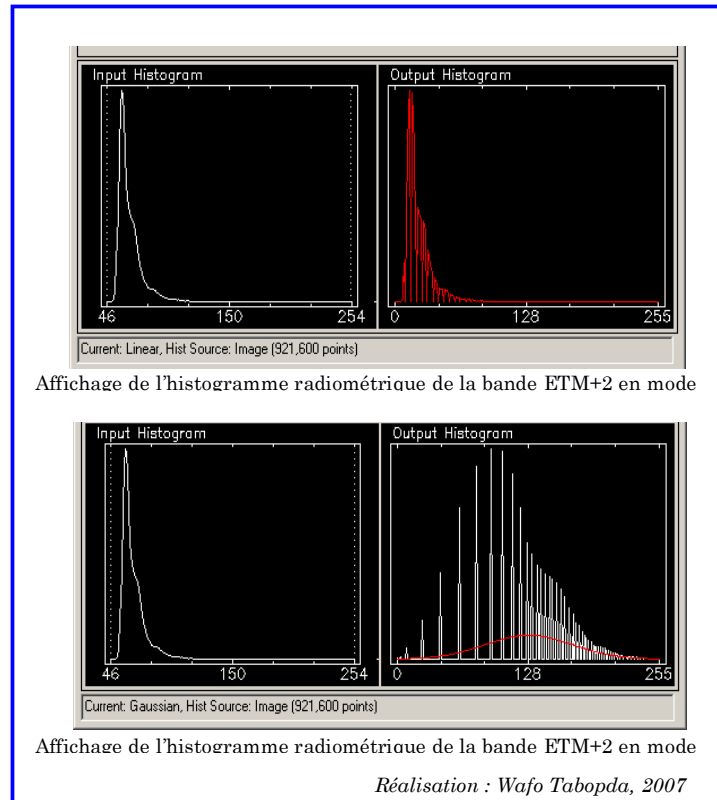 Input Histogram Output Histogram
46 150 254 0 128 255
Current: Linear, Hist Source: Image (921,600 points)
Affichage de l'histogramme radiométrique de la bande ETM+2 en mode
Input Histogram Output Histogram
46 150 254 0 128 255
Current: Gaussian, Hist Source: Image (921,600 points)
Affichage de l'histogramme radiométrique de la bande ETM+2 en mode
Réalisation : Wafo Tabopda, 2007